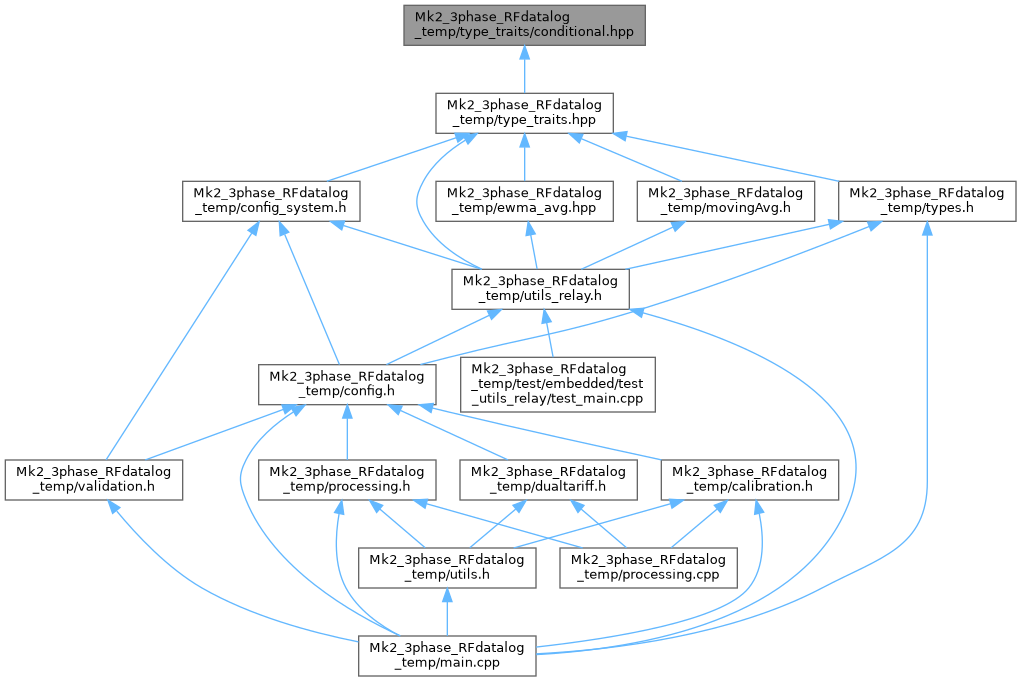 Mk2_3phase_RFdatalog
_temp/type_traits/conditional.hpp
Mk2_3phase_RFdatalog
_temp/type_traits.hpp
Mk2_3phase_RFdatalog
_temp/config_system.h
Mk2_3phase_RFdatalog
_temp/ewma_avg.hpp
Mk2_3phase_RFdatalog
_temp/movingAvg.h
Mk2_3phase_RFdatalog
_temp/types.h
Mk2_3phase_RFdatalog
_temp/utils_relay.h
Mk2_3phase_RFdatalog
_temp/config.h
Mk2_3phase_RFdatalog
_temp/test/embedded/test
_utils_relay/test_main.cpp
Mk2_3phase_RFdatalog
_temp/validation.h
Mk2_3phase_RFdatalog
_temp/processing.h
Mk2_3phase_RFdatalog
_temp/dualtariff.h
Mk2_3phase_RFdatalog
_temp/calibration.h
Mk2_3phase_RFdatalog
_temp/utils.h
Mk2_3phase_RFdatalog
_temp/processing.cpp
Mk2_3phase_RFdatalog
_temp/main.cpp